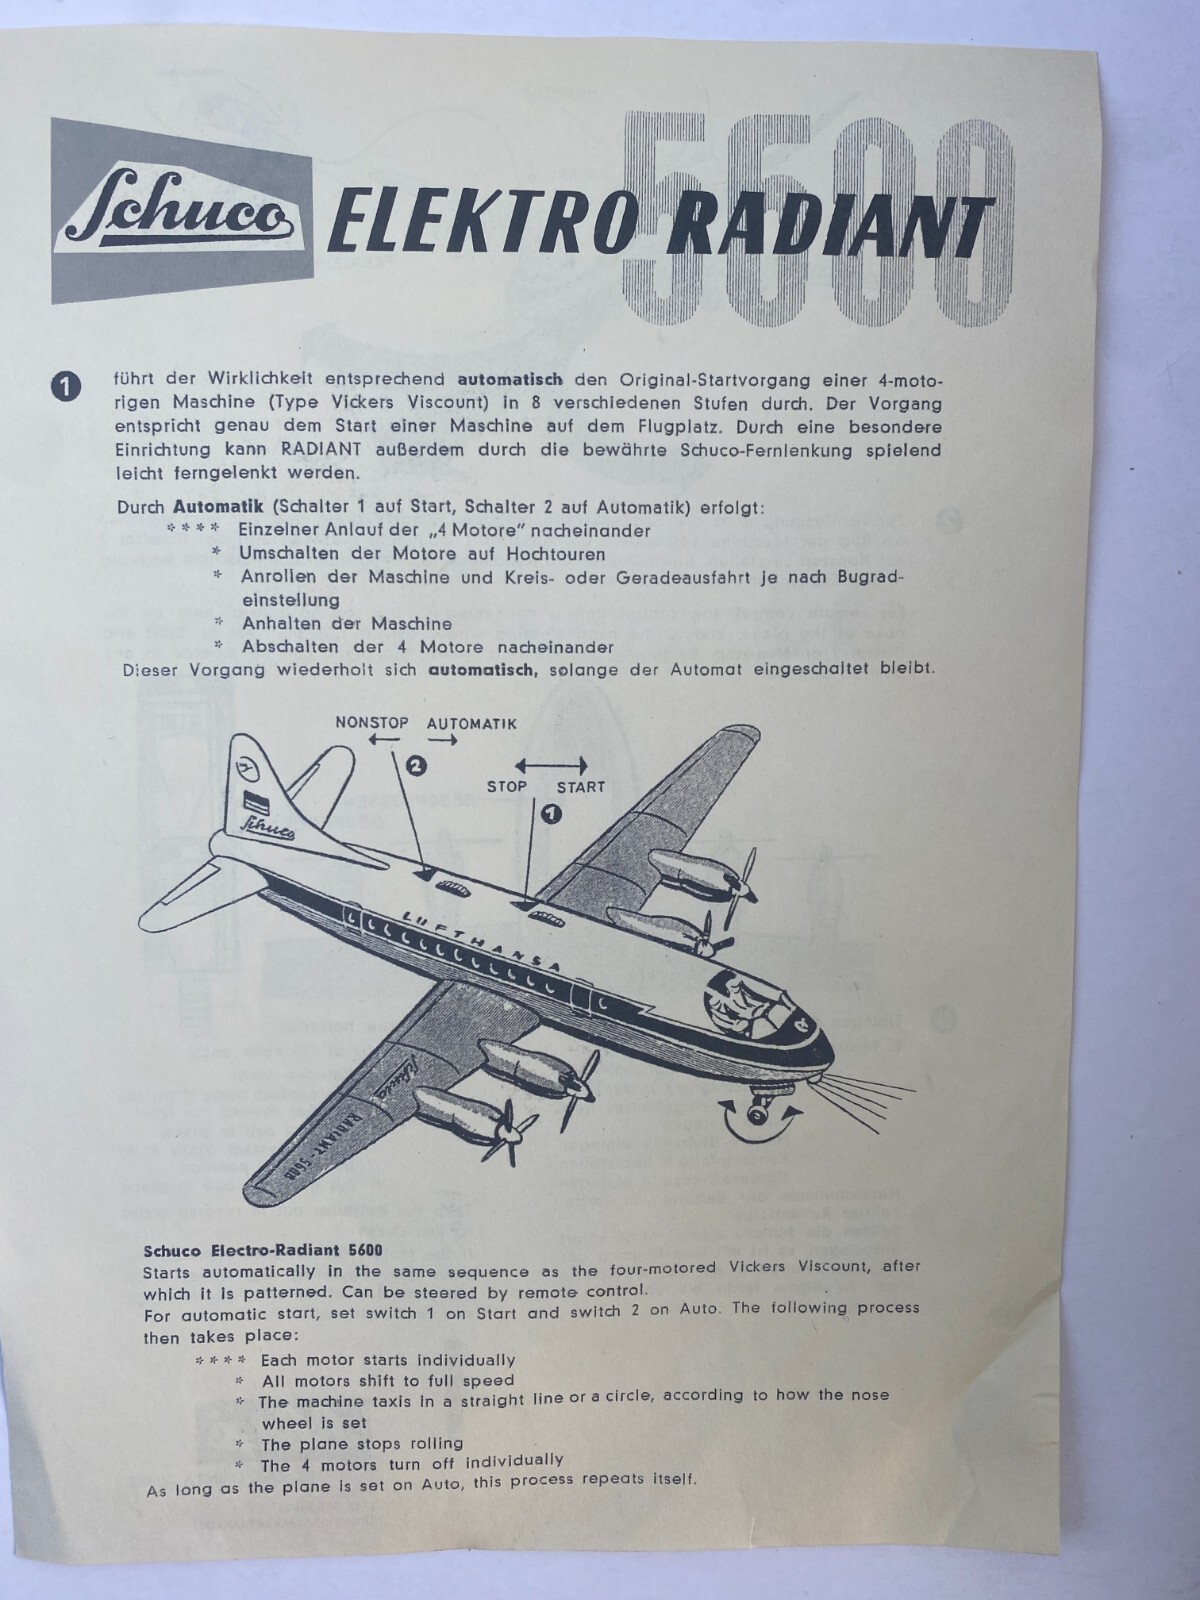 Schuco ELEKTRO RADIANT 5600
1 führt der Wirklichkeit entsprechend automatisch den Original-Startvorgang einer 4-moto-
rigen Maschine (Type Vickers Viscount) in 8 verschiedenen Stufen durch. Der Vorgang
entspricht genau dem Start einer Maschine auf dem Flugplatz. Durch eine besondere
Einrichtung kann RADIANT außerdem durch die bewährte Schuco-Fernlenkung spielend
leicht ferngelenkt werden.
Durch Automatik (Schalter 1 auf Start, Schalter 2 auf Automatik) erfolgt:
**** Einzelner Anlauf der „4 Motore" nacheinander
* Umschalten der Motore auf Hochtouren
* Anrollen der Maschine und Kreis- oder Geradeausfahrt je nach Bugrad-
einstellung
* Anhalten der Maschine
* Abschalten der 4 Motore nacheinander
Dieser Vorgang wiederholt sich automatisch, solange der Automat eingeschaltet bleibt.
NONSTOP AUTOMATIK
2
STOP START
1
Schuco
LUFTHANSA
Schuco
RADIANT-5600
Schuco Electro-Radiant 5600
Starts automatically in the same sequence as the four-motored Vickers Viscount, after
which it is patterned. Can be steered by remote control.
For automatic start, set switch 1 on Start and switch 2 on Auto. The following process
then takes place:
**** Each motor starts individually
* All motors shift to full speed
* The machine taxis in a straight line or a circle, according to how the nose
wheel is set
* The plane stops rolling
* The 4 motors turn off individually
As long as the plane is set on Auto, this process repeats itself.